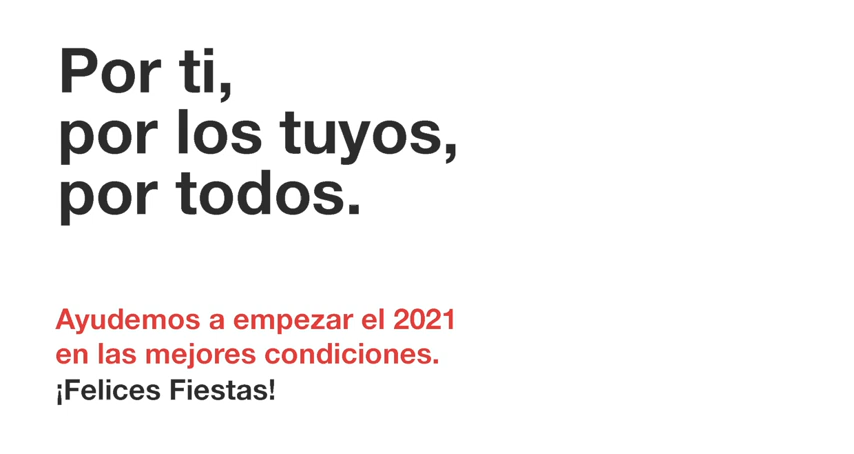 Por ti,
por los tuyos,
por todos.
Ayudemos a empezar el 2021
en las mejores condiciones.
¡Felices Fiestas!